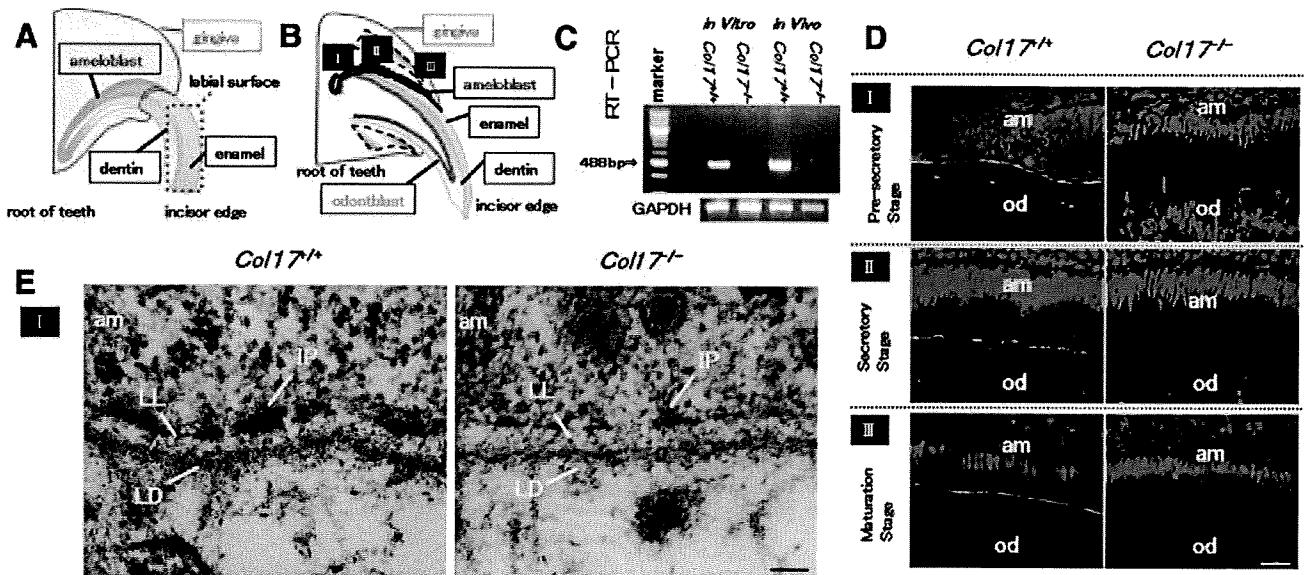 A
gingiva
ameloblast
labial surface
enamel
dentin
root of teeth
incisor edge
B
gingiva
I
II
III
ameloblast
enamel
dentin
root of teeth
odontblast
incisor edge
C
RT-PCR
marker
in Vitro
in Vivo
Col17+/+
Col17-/-
Col17+/+
Col17-/-
488bp⇒
GAPDH
D
Col17+/+
Col17-/-
I
Pre-secretory
Stage
am
am
od
od
II
Secretory
Stage
am
am
od
od
III
Maturation
Stage
am
am
od
od
E
Col17+/+
Col17-/-
I
am
IP
LL
LD
am
IP
LL
LD